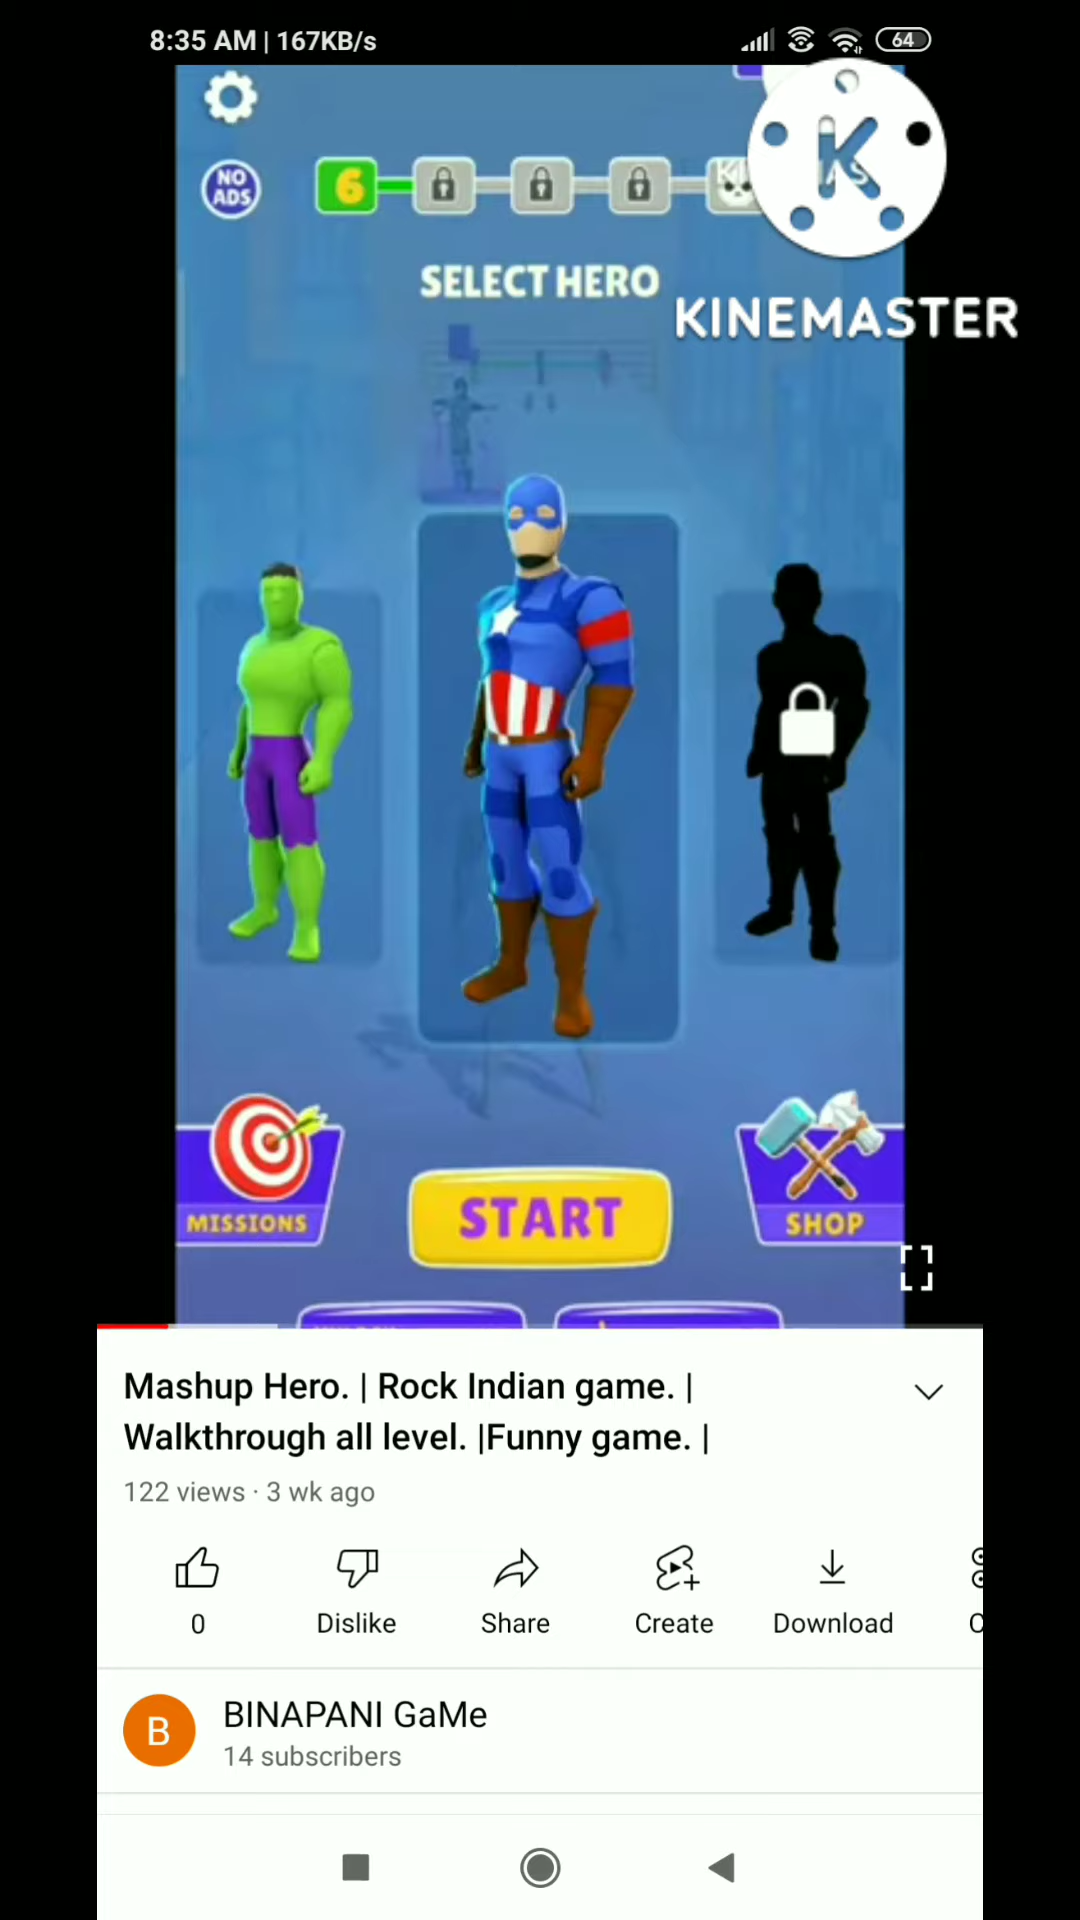 8:35 AM | 167KB/s
64
NO
ADS
6
K
SELECT HERO
KINEMASTER
MISSIONS
START
SHOP
Mashup Hero. | Rock Indian game. |
Walkthrough all level. |Funny game. |
122 views · 3 wk ago
0
Dislike
Share
Create
Download
B
BINAPANI GaMe
14 subscribers